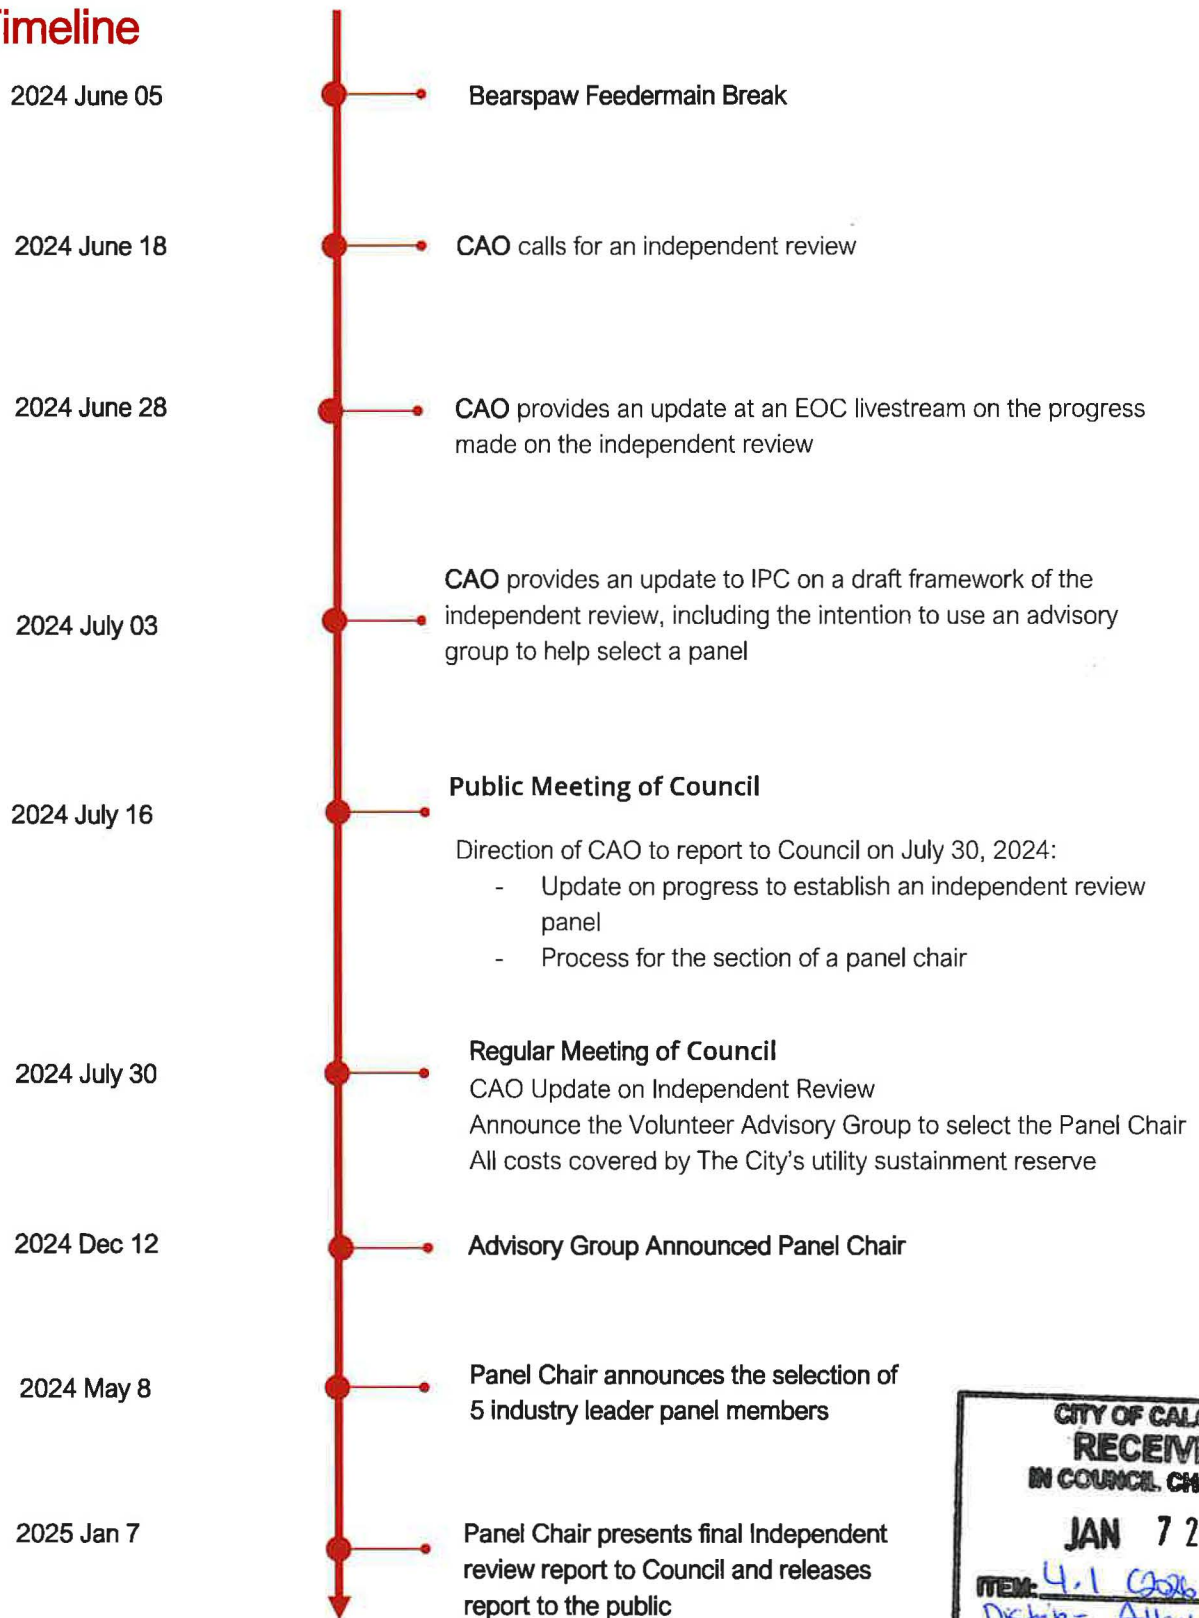 Timeline
2024 June 05
Bearspaw Feedermain Break
2024 June 18
CAO calls for an independent review
2024 June 28
CAO provides an update at an EOC livestream on the progress
made on the independent review
2024 July 03
CAO provides an update to IPC on a draft framework of the
independent review, including the intention to use an advisory
group to help select a panel
2024 July 16
Public Meeting of Council
Direction of CAO to report to Council on July 30, 2024:
- Update on progress to establish an independent review
panel
- Process for the section of a panel chair
2024 July 30
Regular Meeting of Council
CAO Update on Independent Review
Announce the Volunteer Advisory Group to select the Panel Chair
All costs covered by The City's utility sustainment reserve
2024 Dec 12
Advisory Group Announced Panel Chair
2024 May 8
Panel Chair announces the selection of
5 industry leader panel members
2025 Jan 7
Panel Chair presents final Independent
review report to Council and releases
report to the public
CITY OF
IN COUNCIL
JAN 7
ITEM: 4.1